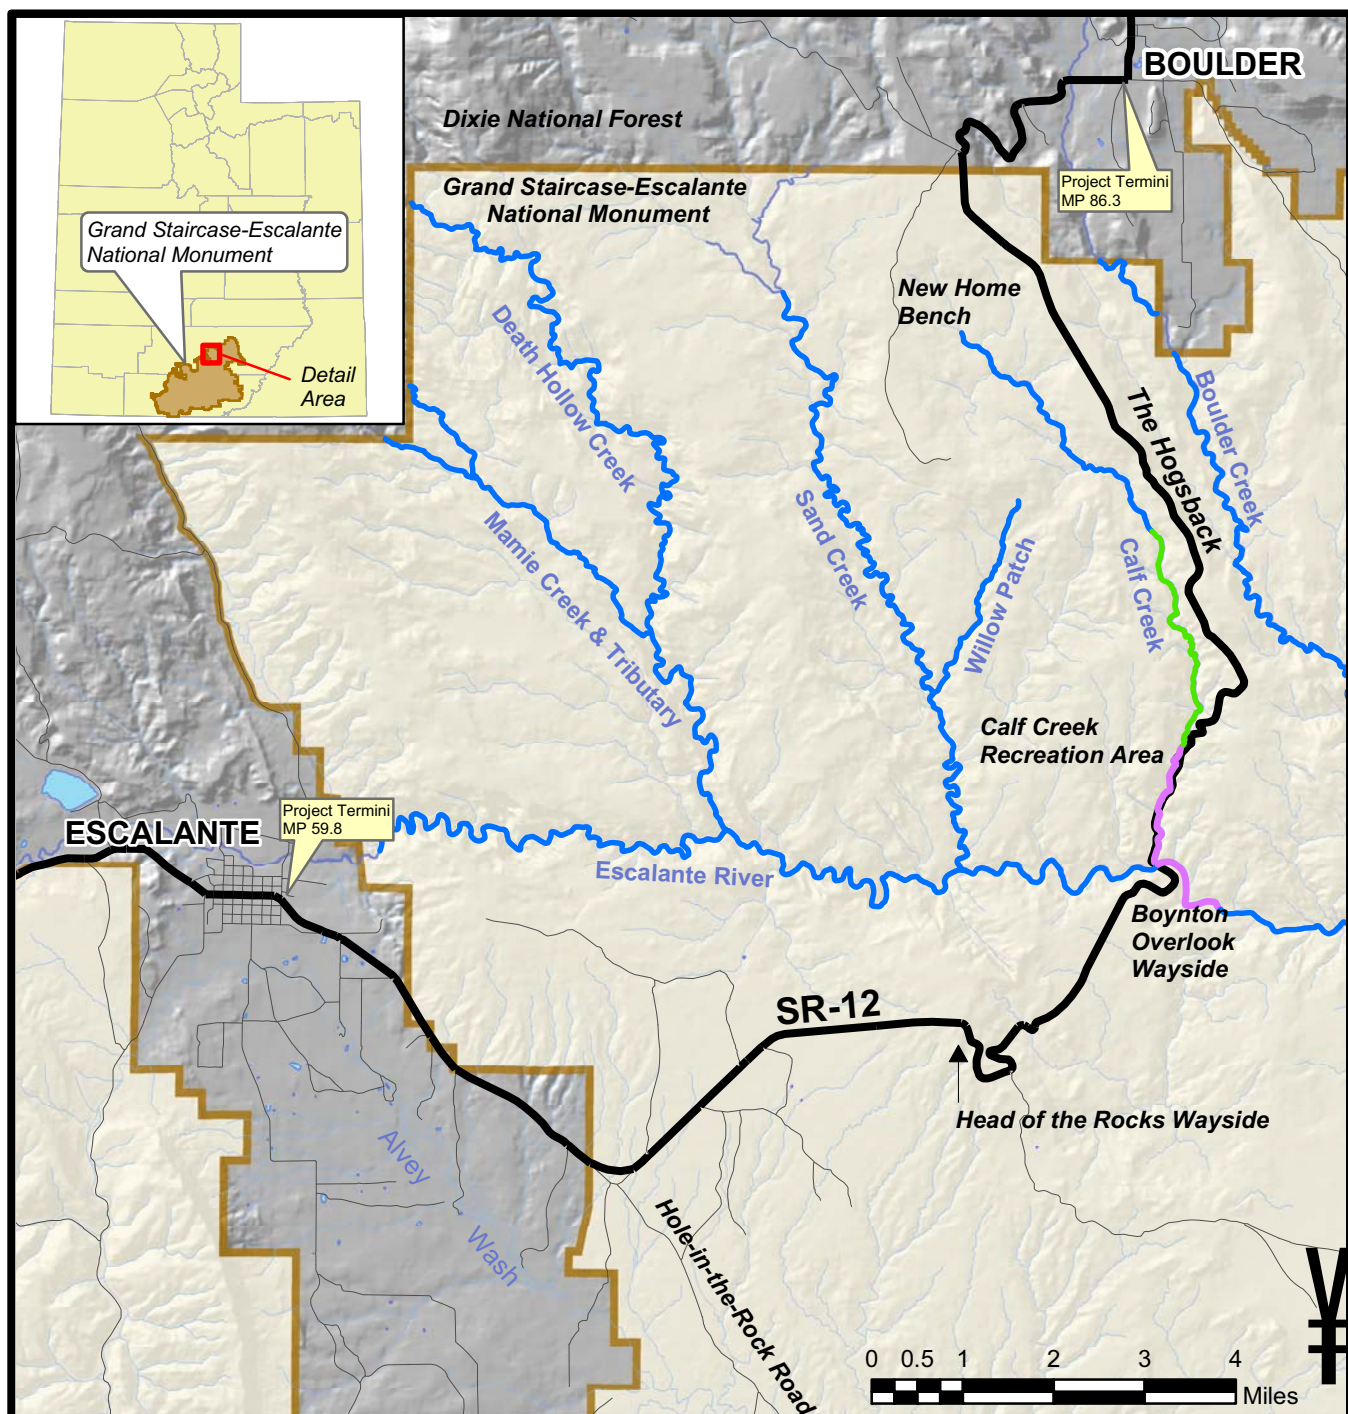 BOULDER
Dixie National Forest
Grand Staircase-Escalante
National Monument
Project Termini
MP 86.3
Grand Staircase-Escalante
National Monument
Detail
Area
New Home
Bench
Death Hollow Creek
The Hogsback
Boulder Creek
Mamie Creek & Tributary
Sand Creek
Willow Patch
Calf Creek
Calf Creek
Recreation Area
Project Termini
MP 59.8
ESCALANTE
Escalante River
Boynton
Overlook
Wayside
SR-12
Head of the Rocks Wayside
Alvey
Wash
Hole-in-the-Rock Road
0 0.5 1 2 3 4
Miles
¥